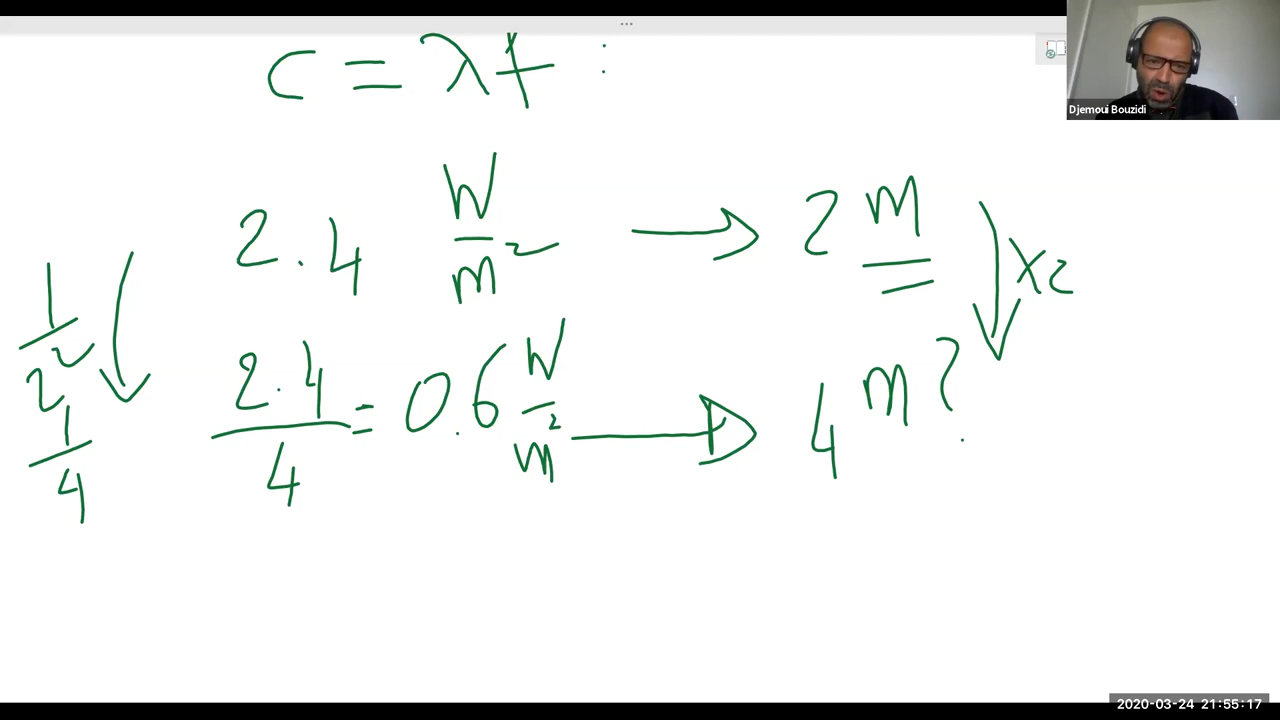 c = λf :
2.4 W/m² → 2 m
x2
1/2²
1/4
2.4/4 = 0.6 W/m² → 4 m?
Djemoui Bouzidi
2020-03-24 21:55:17